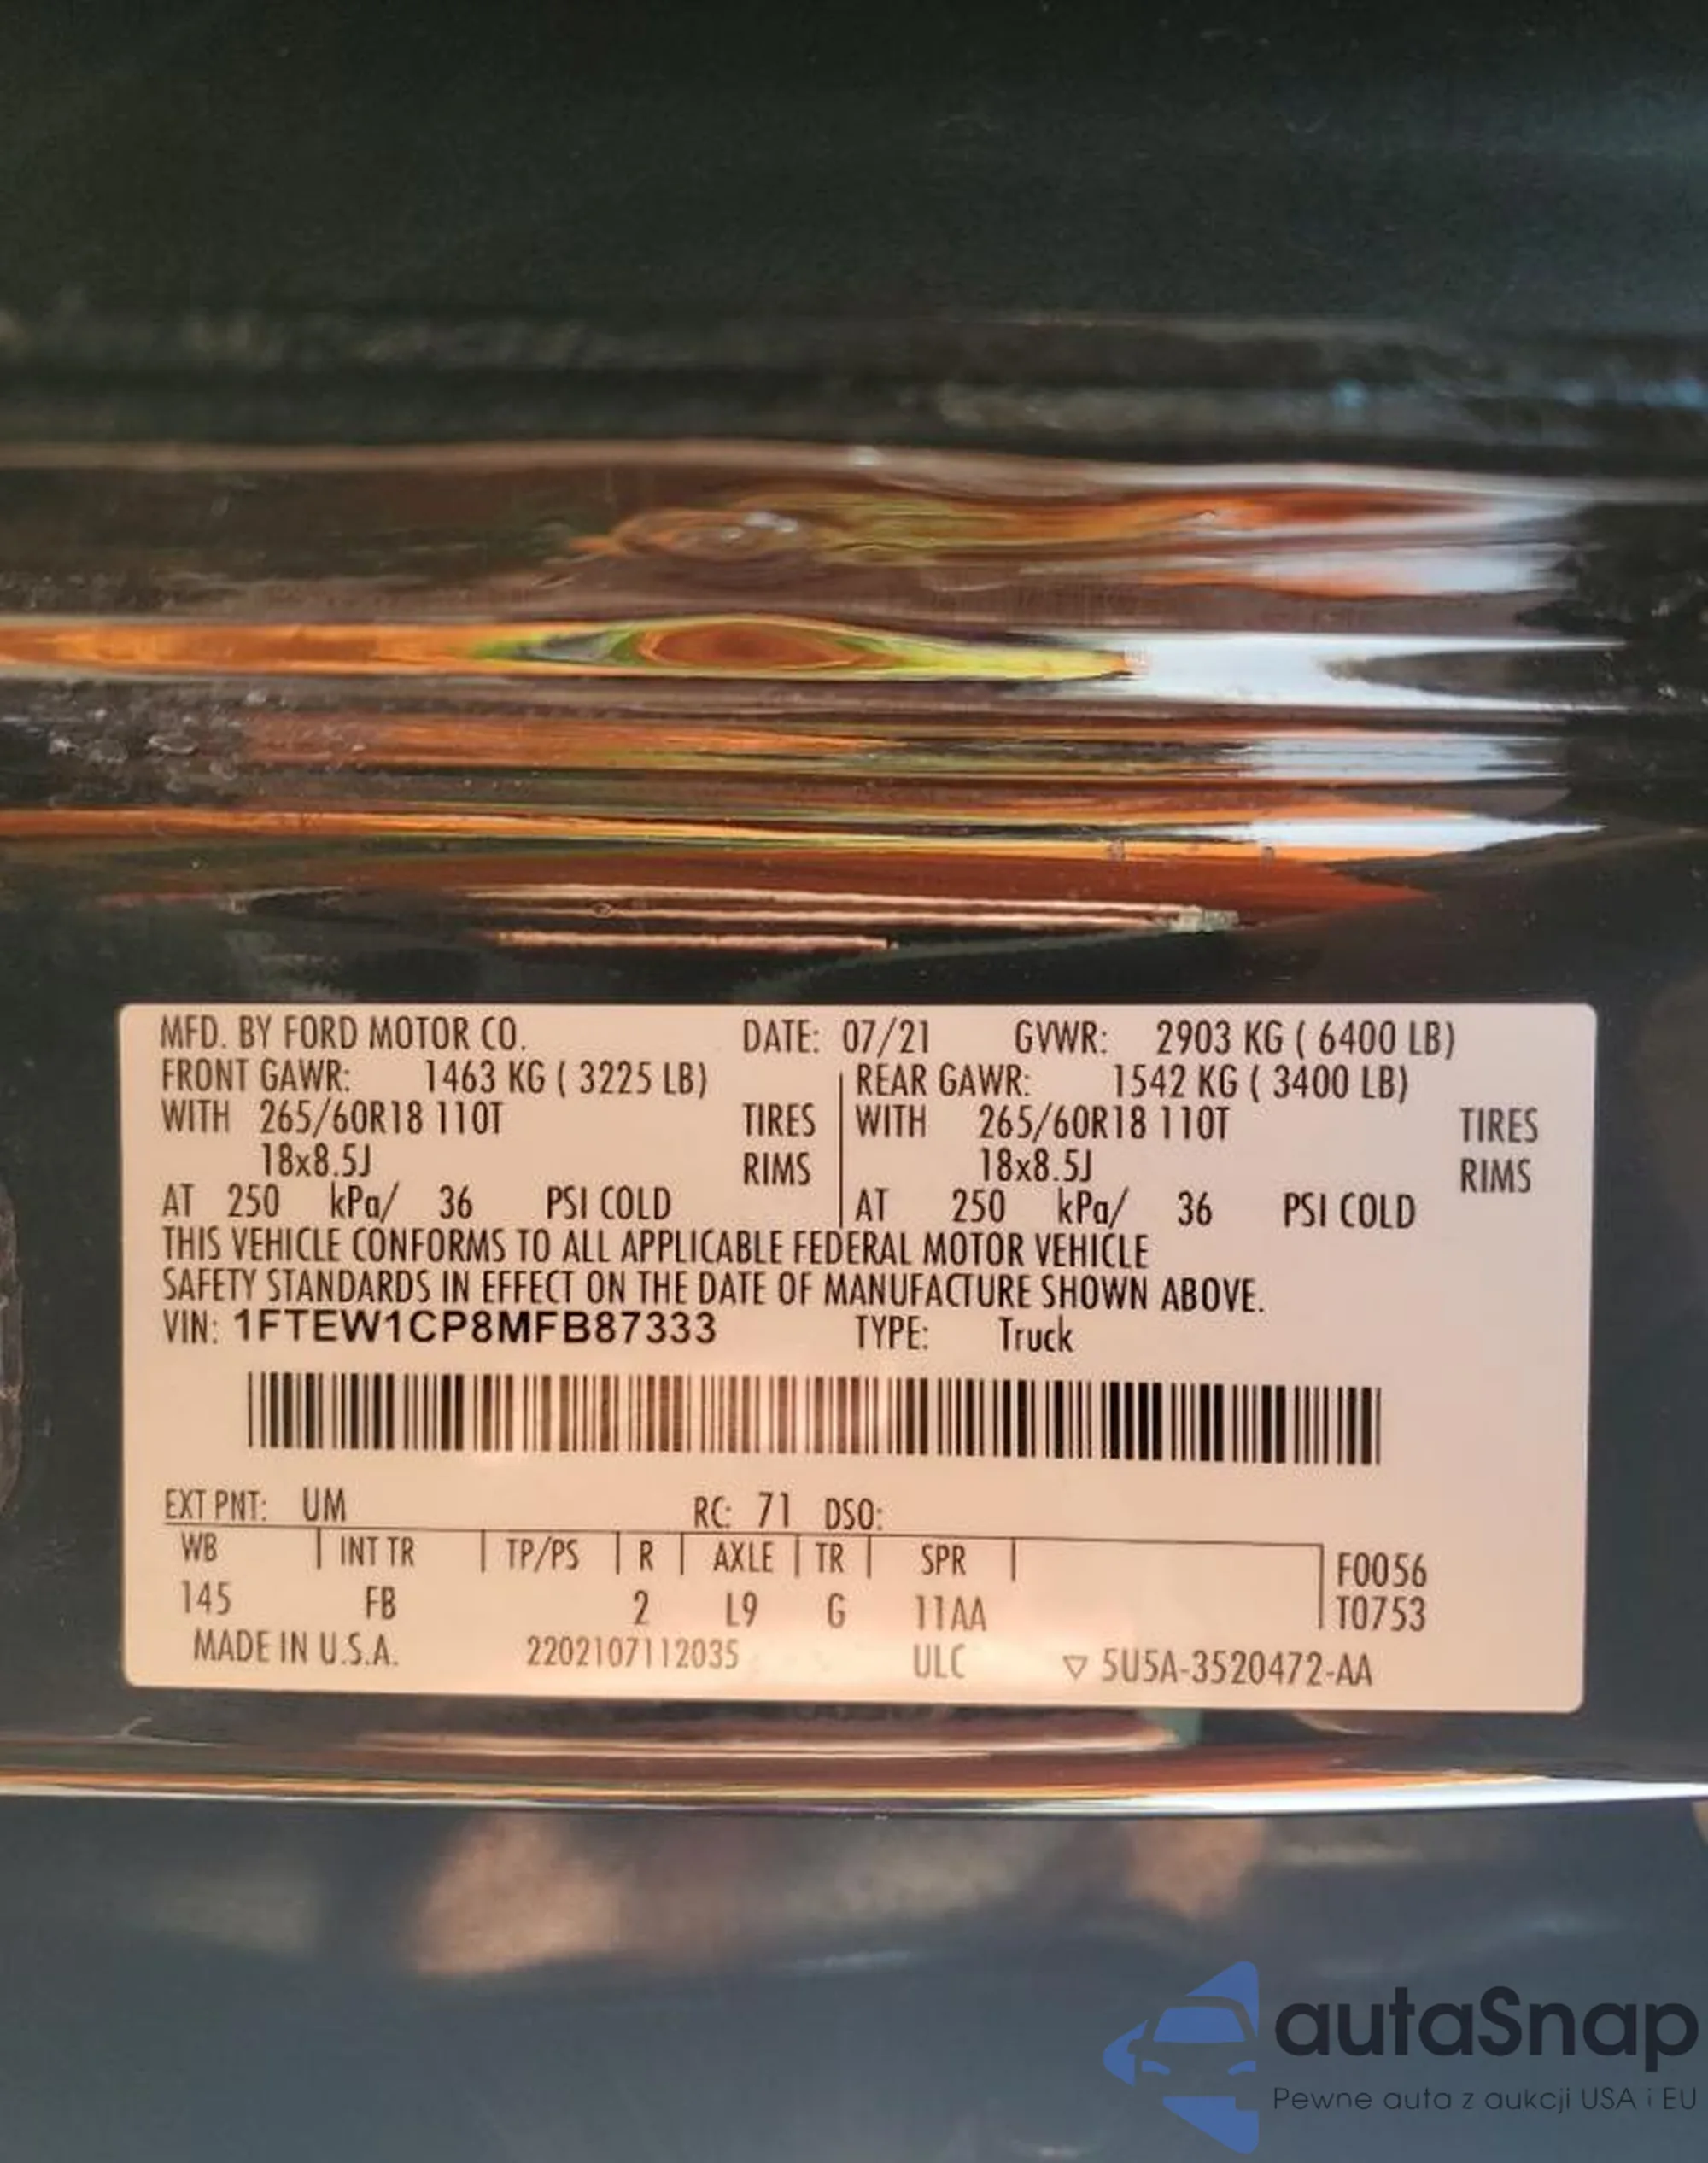 MFD. BY FORD MOTOR CO. DATE: 07/21 GVWR: 2903 KG ( 6400 LB)
FRONT GAWR: 1463 KG ( 3225 LB) REAR GAWR: 1542 KG ( 3400 LB)
WITH 265/60R18 110T TIRES WITH 265/60R18 110T TIRES
18x8.5J RIMS 18x8.5J RIMS
AT 250 kPa/ 36 PSI COLD AT 250 kPa/ 36 PSI COLD
THIS VEHICLE CONFORMS TO ALL APPLICABLE FEDERAL MOTOR VEHICLE
SAFETY STANDARDS IN EFFECT ON THE DATE OF MANUFACTURE SHOWN ABOVE.
VIN: 1FTEW1CP8MFB87333 TYPE: Truck
EXT PNT: UM RC: 71 DSO:
WB INT TR TP/PS R AXLE TR SPR F0056
145 FB 2 L9 G 11AA T0753
MADE IN U.S.A. 2202107112035 ULC ▽ 5U5A-3520472-AA
autaSnap
Pewne auta z aukcji USA i EU